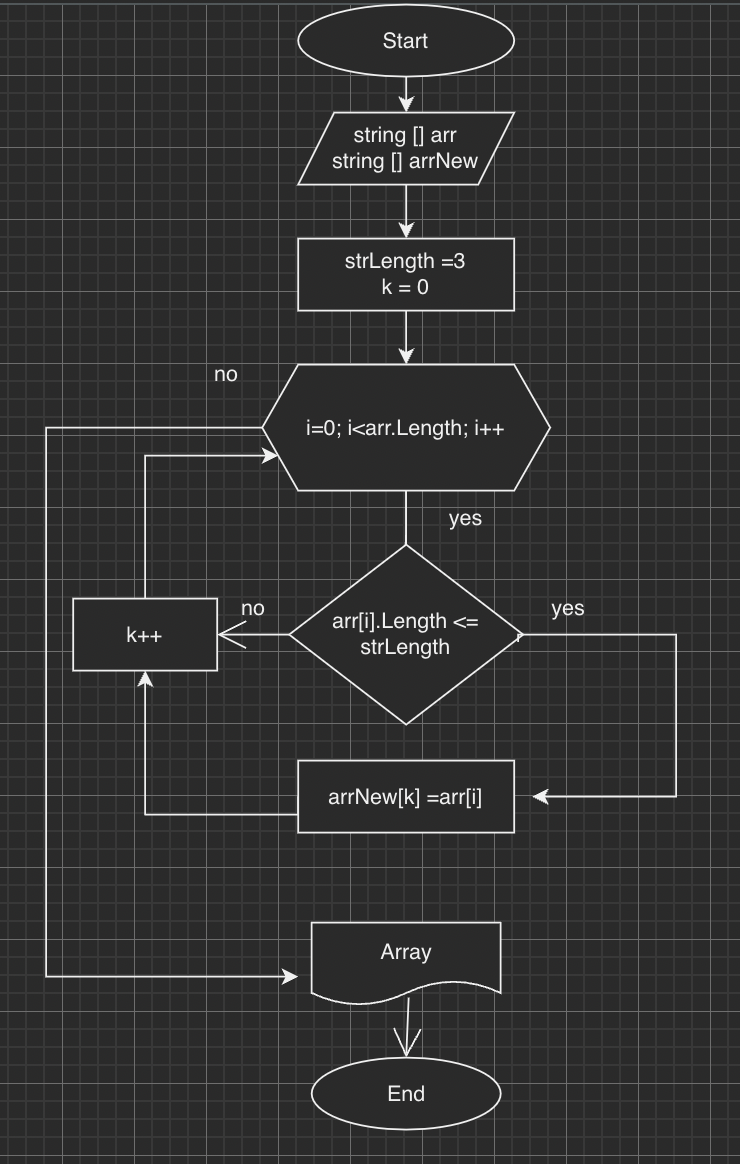 Start
string [] arr
string [] arrNew
strLength =3
k = 0
no
i=0; i<arr.Length; i++
yes
no
yes
arr[i].Length <=
strLength
k++
arrNew[k] =arr[i]
Array
End